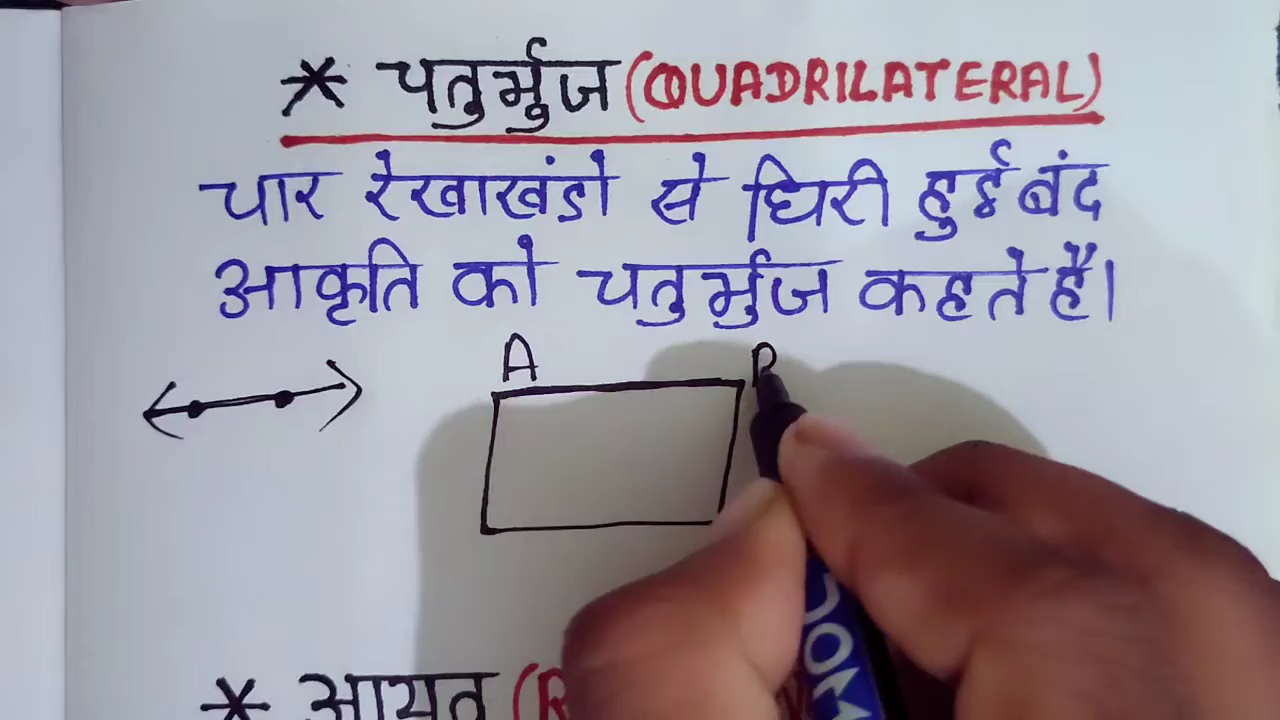 * चतुर्भुज (QUADRILATERAL)
चार रेखाखंडो से घिरी हुई बंद
आकृति को चतुर्भुज कहते है।
A
* आयत